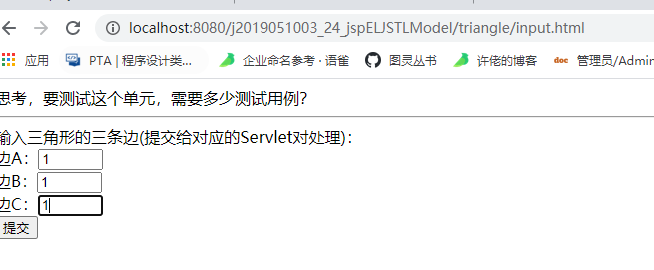 localhost:8080/j2019051003_24_jspELJSTLModel/triangle/input.html
应用 PTA | 程序设计类... 企业命名参考 · 语雀 图灵丛书 许佬的博客 doc 管理员/Admin
思考，要测试这个单元，需要多少测试用例?
输入三角形的三条边(提交给对应的Servlet对处理)：
边A： 1
边B： 1
边C： 1
提交